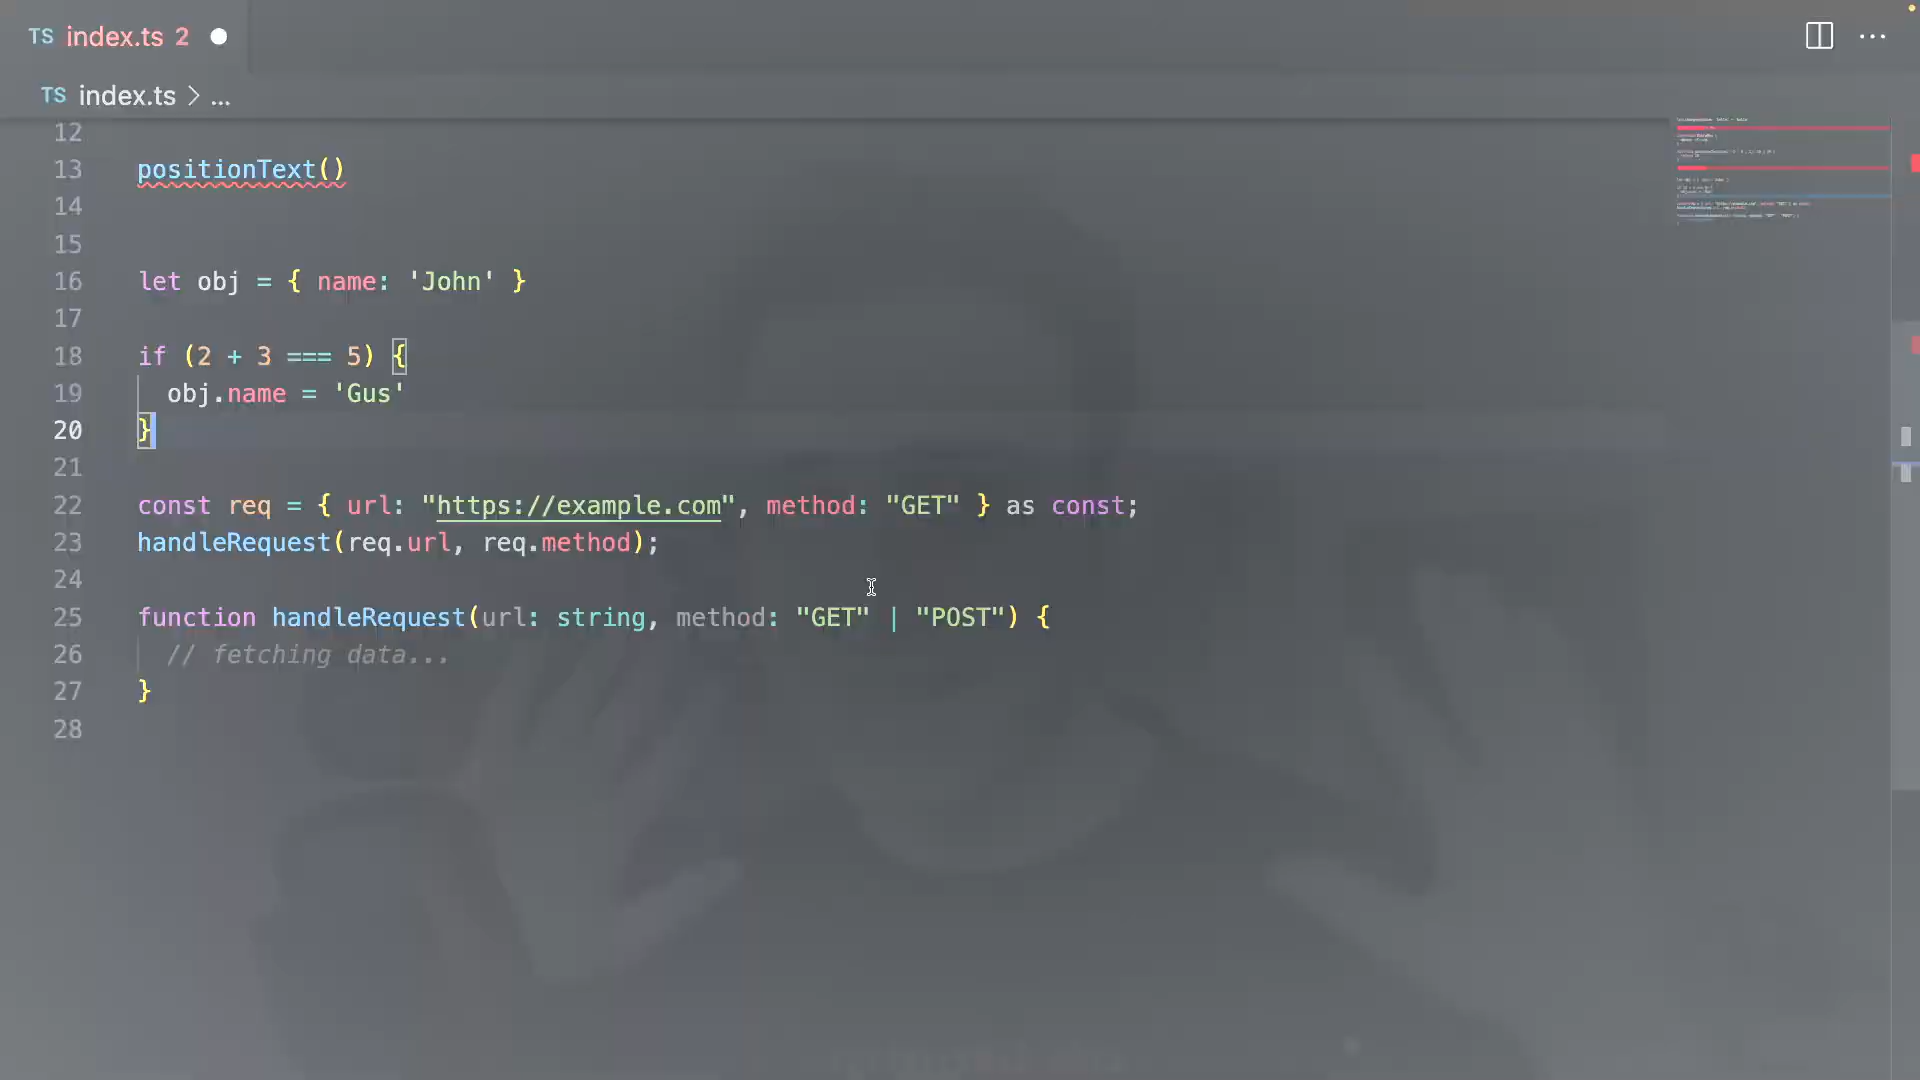 TS index.ts 2
TS index.ts > ...
12
13 positionText()
14
15
16 let obj = { name: 'John' }
17
18 if (2 + 3 === 5) {
19 obj.name = 'Gus'
20 }
21
22 const req = { url: "https://example.com", method: "GET" } as const;
23 handleRequest(req.url, req.method);
24
25 function handleRequest(url: string, method: "GET" | "POST") {
26 // fetching data...
27 }
28